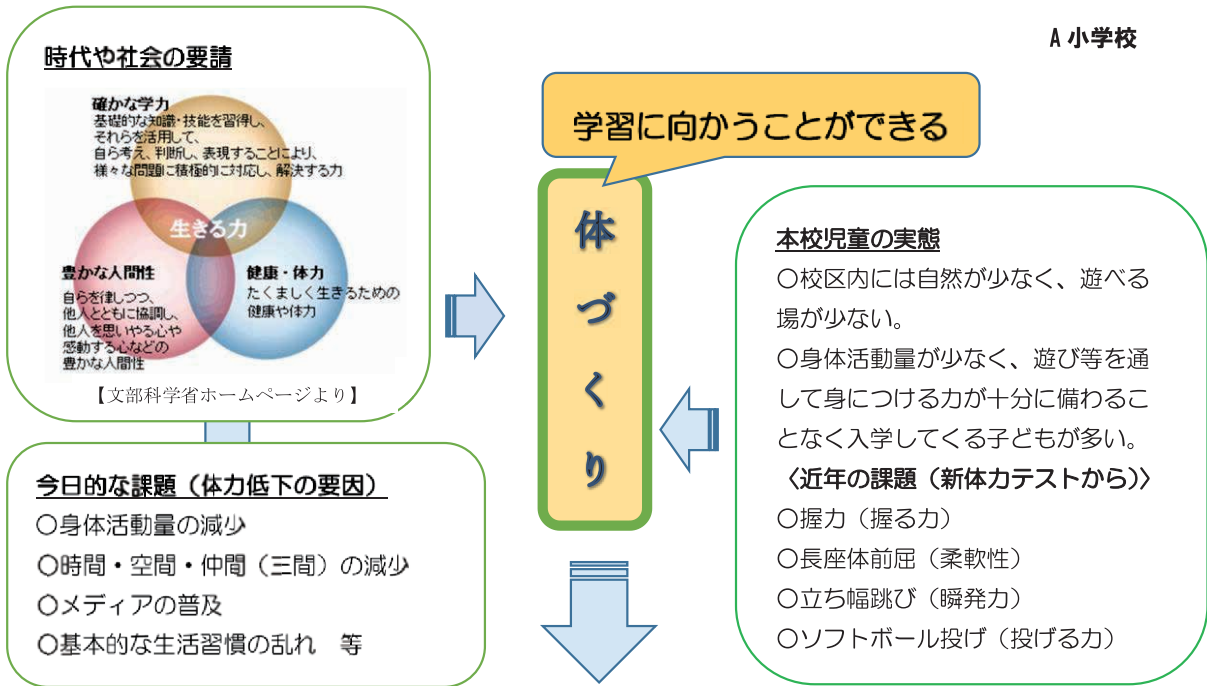 A 小学校
時代や社会の要請
確かな学力
基礎的な知識・技能を習得し、
それらを活用して、
自ら考え、判断し、表現することにより、
様々な問題に積極的に対応し、解決する力
生きる力
豊かな人間性
自らを律しつつ、
他人とともに協調し、
他人を思いやる心や
感動する心などの
豊かな人間性
健康・体力
たくましく生きるための
健康や体力
【文部科学省ホームページより】
今日的な課題（体力低下の要因）
○身体活動量の減少
○時間・空間・仲間（三間）の減少
○メディアの普及
○基本的な生活習慣の乱れ　等
学習に向かうことができる
体づくり
本校児童の実態
○校区内には自然が少なく、遊べる
場が少ない。
○身体活動量が少なく、遊び等を通
して身につける力が十分に備わるこ
となく入学してくる子どもが多い。
〈近年の課題（新体力テストから）〉
○握力（握る力）
○長座体前屈（柔軟性）
○立ち幅跳び（瞬発力）
○ソフトボール投げ（投げる力）